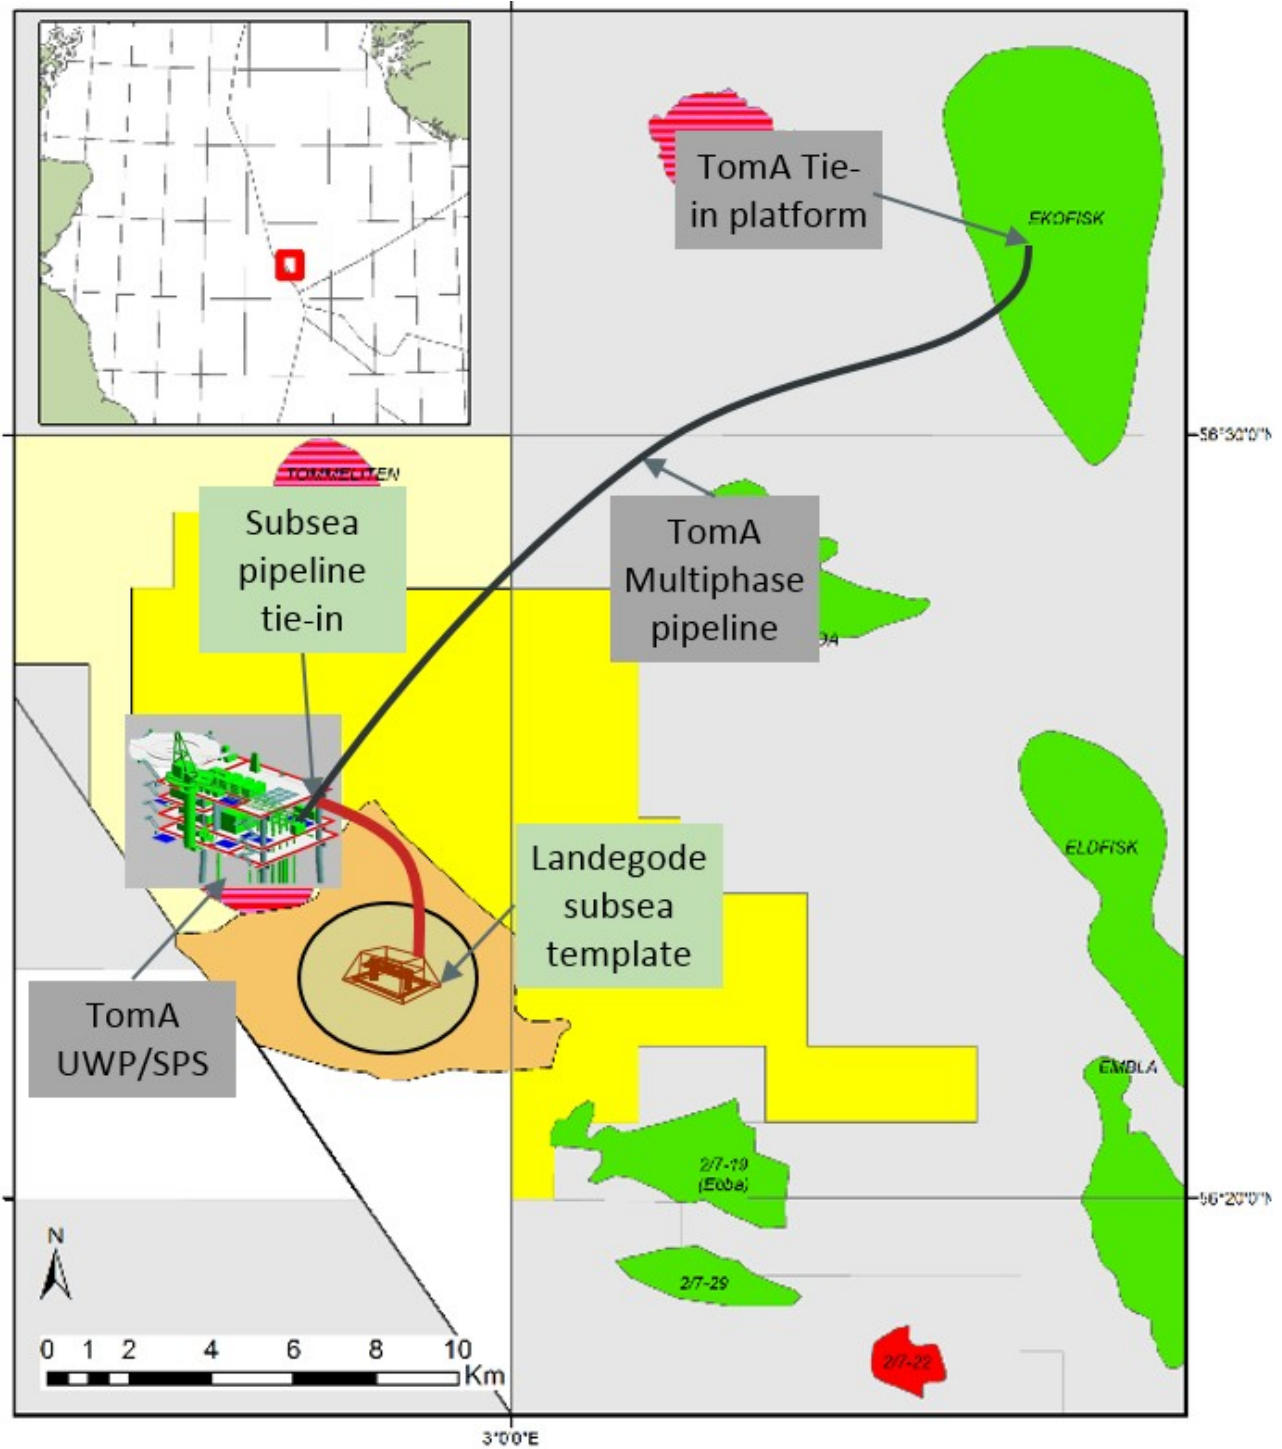 TomA Tie-
in platform
EKOFISK
56°30'0"N
TOMMELITEN
Subsea
pipeline
tie-in
TomA
Multiphase
pipeline
Landegode
subsea
template
ELDFISK
TomA
UWP/SPS
EMBLA
2/7-19
(Ebba)
56°20'0"N
2/7-29
2/7-22
N
0 1 2 4 6 8 10
Km
3°0'0"E